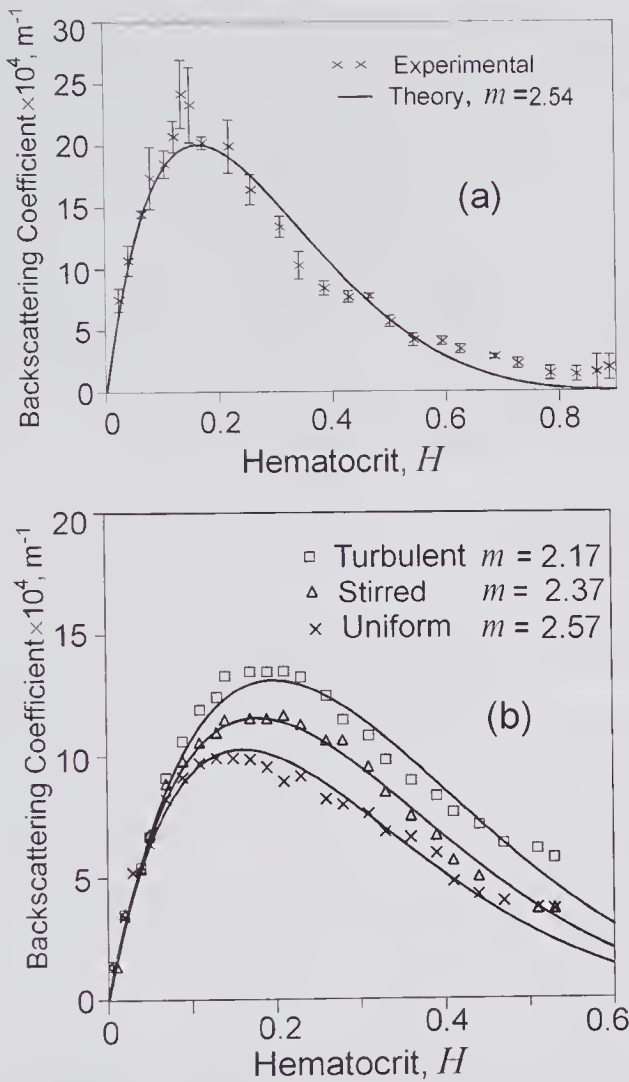 30
25
20
15
10
5
0
Backscattering Coefficient×10⁴, m⁻¹
× × Experimental
— Theory, m=2.54
(a)
0 0.2 0.4 0.6 0.8
Hematocrit, H
20
15
10
5
0
Backscattering Coefficient×10⁴, m⁻¹
□ Turbulent m = 2.17
△ Stirred m = 2.37
× Uniform m = 2.57
(b)
0 0.2 0.4 0.6
Hematocrit, H